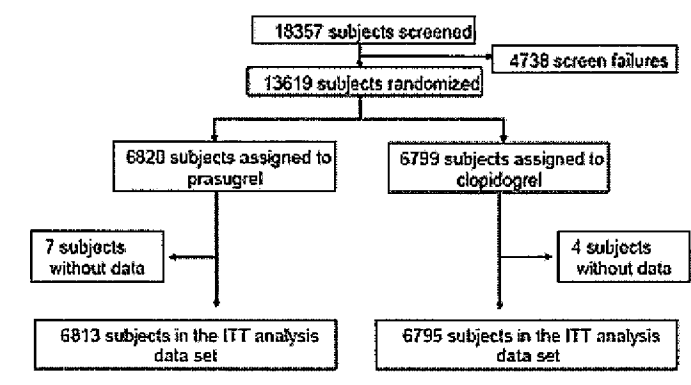 18357 subjects screened
4738 screen failures
13619 subjects randomized
6820 subjects assigned to
prasugrel
6799 subjects assigned to
clopidogrel
7 subjects
without data
4 subjects
without data
6813 subjects in the ITT analysis
data set
6795 subjects in the ITT analysis
data set